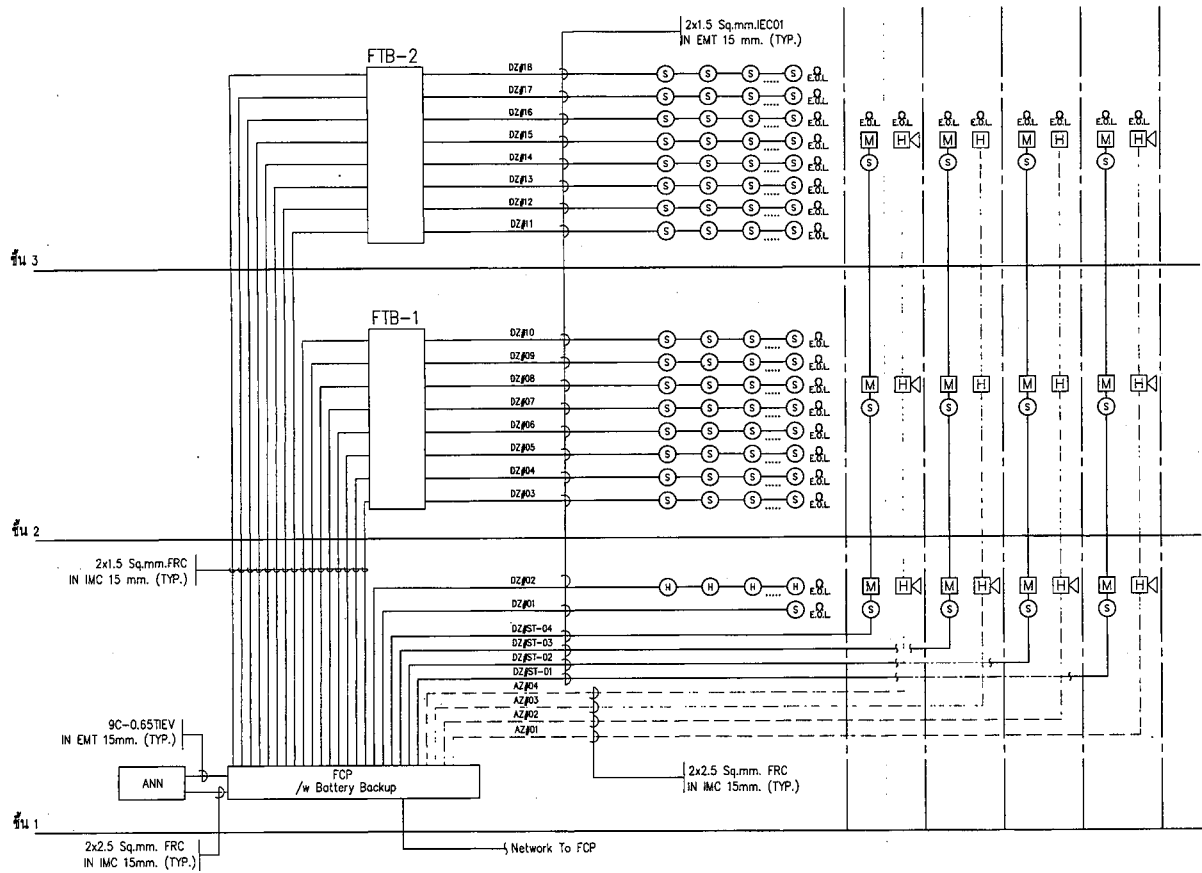 2x1.5 Sq.mm.IEC01
IN EMT 15 mm. (TYP.)
FTB-2
DZ#18 S S S ..... S E.O.L
DZ#17 S S S ..... S E.O.L
DZ#16 S S S ..... S E.O.L
DZ#15 S S S ..... S E.O.L
DZ#14 S S S ..... S E.O.L
DZ#13 S S S ..... S E.O.L
DZ#12 S S S ..... S E.O.L
DZ#11 S S S ..... S E.O.L
E.O.L E.O.L E.O.L E.O.L E.O.L E.O.L E.O.L E.O.L
M H M H M H M H
S S S S
ชั้น 3
FTB-1
DZ#10 S S S ..... S E.O.L
DZ#09 S S S ..... S E.O.L
DZ#08 S S S ..... S E.O.L
M H M H M H M H
DZ#07 S S S ..... S E.O.L
S S S S
DZ#06 S S S ..... S E.O.L
DZ#05 S S S ..... S E.O.L
DZ#04 S S S ..... S E.O.L
DZ#03 S S S ..... S E.O.L
ชั้น 2
2x1.5 Sq.mm.FRC
IN IMC 15 mm. (TYP.)
DZ#02 H H H ..... H E.O.L
M H M H M H M H
DZ#01 S E.O.L
S S S S
DZ#ST-04
DZ#ST-03
DZ#ST-02
DZ#ST-01
AZ#04
AZ#03
AZ#02
AZ#01
9C-0.65TIEV
IN EMT 15mm. (TYP.)
ANN
FCP
/w Battery Backup
2x2.5 Sq.mm. FRC
IN IMC 15mm. (TYP.)
ชั้น 1
2x2.5 Sq.mm. FRC
IN IMC 15mm. (TYP.)
Network To FCP